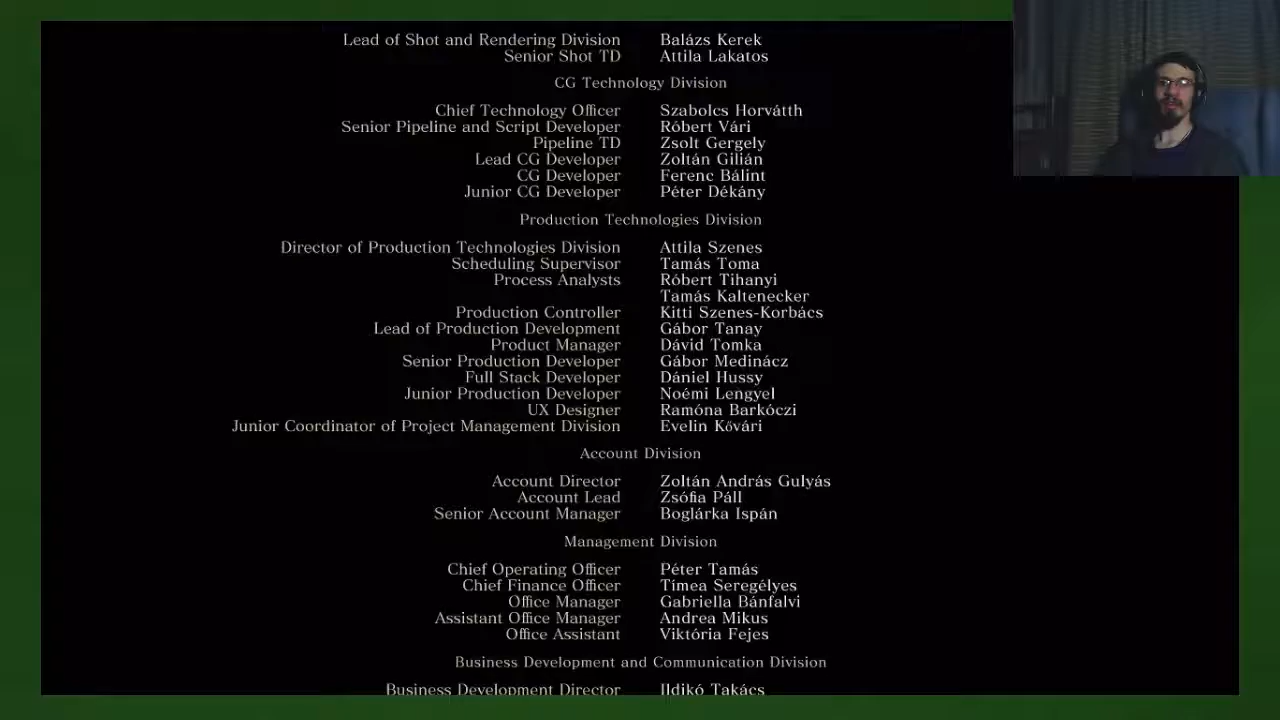 Lead of Shot and Rendering Division Balázs Kerek
Senior Shot TD Attila Lakatos
CG Technology Division
Chief Technology Officer Szabolcs Horvátth
Senior Pipeline and Script Developer Róbert Vári
Pipeline TD Zsolt Gergely
Lead CG Developer Zoltán Gilián
CG Developer Ferenc Bálint
Junior CG Developer Péter Dékány
Production Technologies Division
Director of Production Technologies Division Attila Szenes
Scheduling Supervisor Tamás Toma
Process Analysts Róbert Tihanyi
Tamás Kaltenecker
Production Controller Kitti Szenes-Korbács
Lead of Production Development Gábor Tanay
Product Manager Dávid Tomka
Senior Production Developer Gábor Medinácz
Full Stack Developer Dániel Hussy
Junior Production Developer Noémi Lengyel
UX Designer Ramóna Barkóczi
Junior Coordinator of Project Management Division Evelin Kővári
Account Division
Account Director Zoltán András Gulyás
Account Lead Zsófia Páll
Senior Account Manager Boglárka Ispán
Management Division
Chief Operating Officer Péter Tamás
Chief Finance Officer Tímea Seregélyes
Office Manager Gabriella Bánfalvi
Assistant Office Manager Andrea Mikus
Office Assistant Viktória Fejes
Business Development and Communication Division
Business Development Director Ildikó Takács